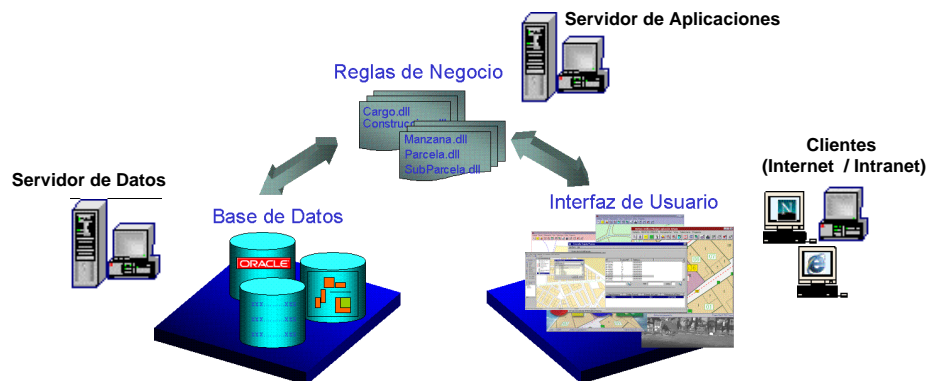 Servidor de Aplicaciones
Reglas de Negocio
Cargo.dll
Manzana.dll
Parcela.dll
SubParcela.dll
Clientes
(Internet / Intranet)
Servidor de Datos
Base de Datos
Interfaz de Usuario
ORACLE
N